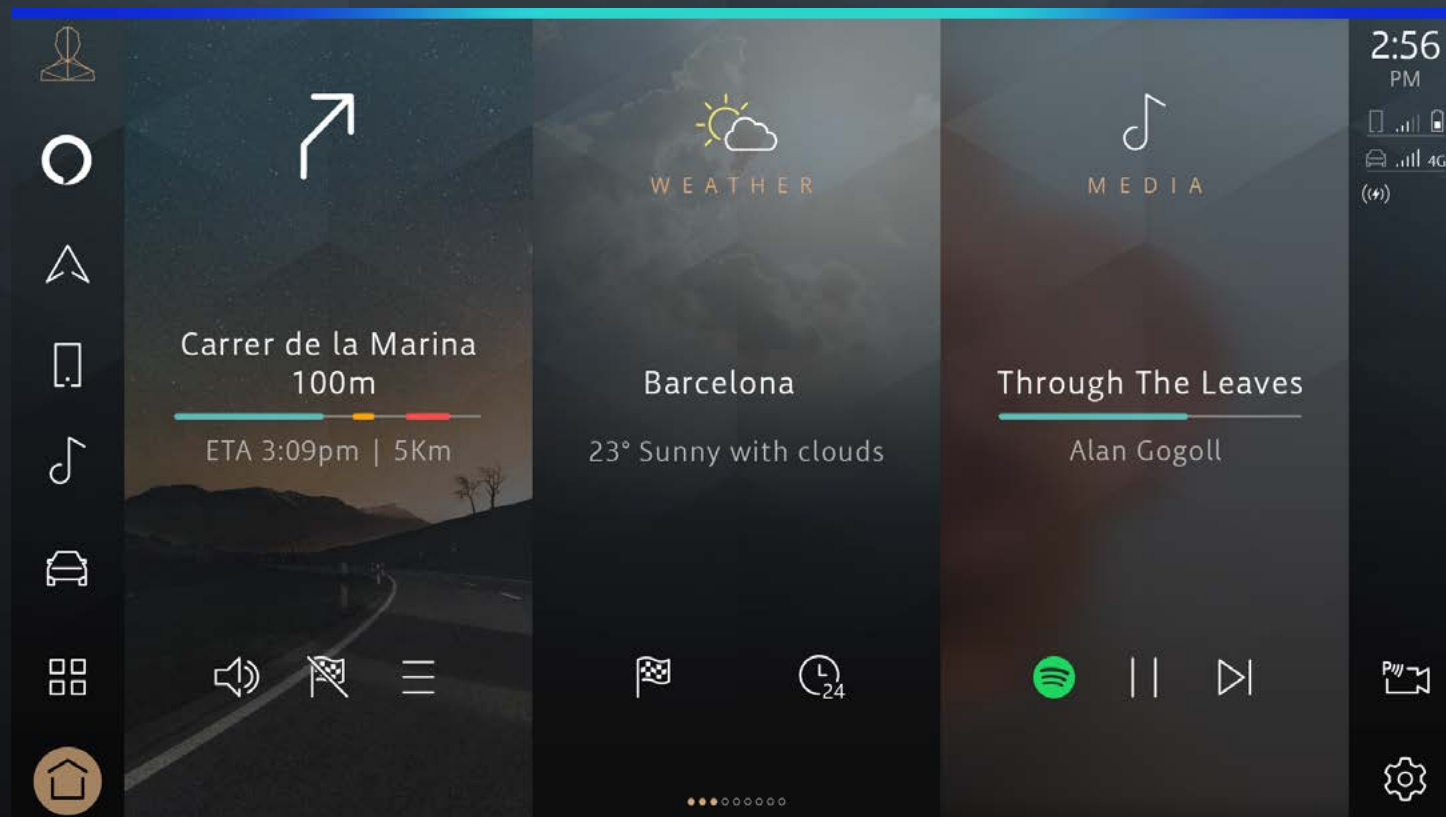 2:56
PM
4G
WEATHER
MEDIA
Carrer de la Marina
100m
ETA 3:09pm | 5Km
Barcelona
23° Sunny with clouds
Through The Leaves
Alan Gogoll
24
P